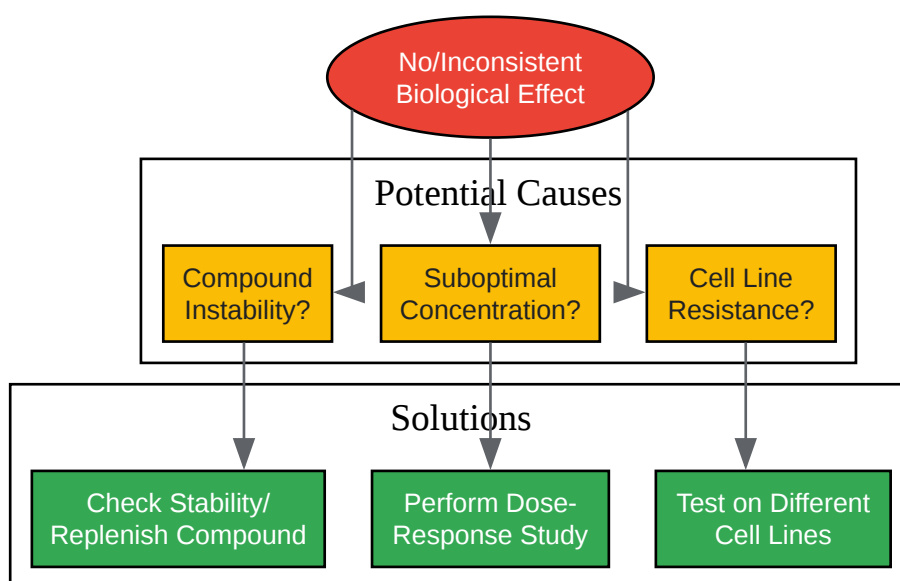 No/Inconsistent
Biological Effect
Potential Causes
Compound
Instability?
Suboptimal
Concentration?
Cell Line
Resistance?
Solutions
Check Stability/
Replenish Compound
Perform Dose-
Response Study
Test on Different
Cell Lines